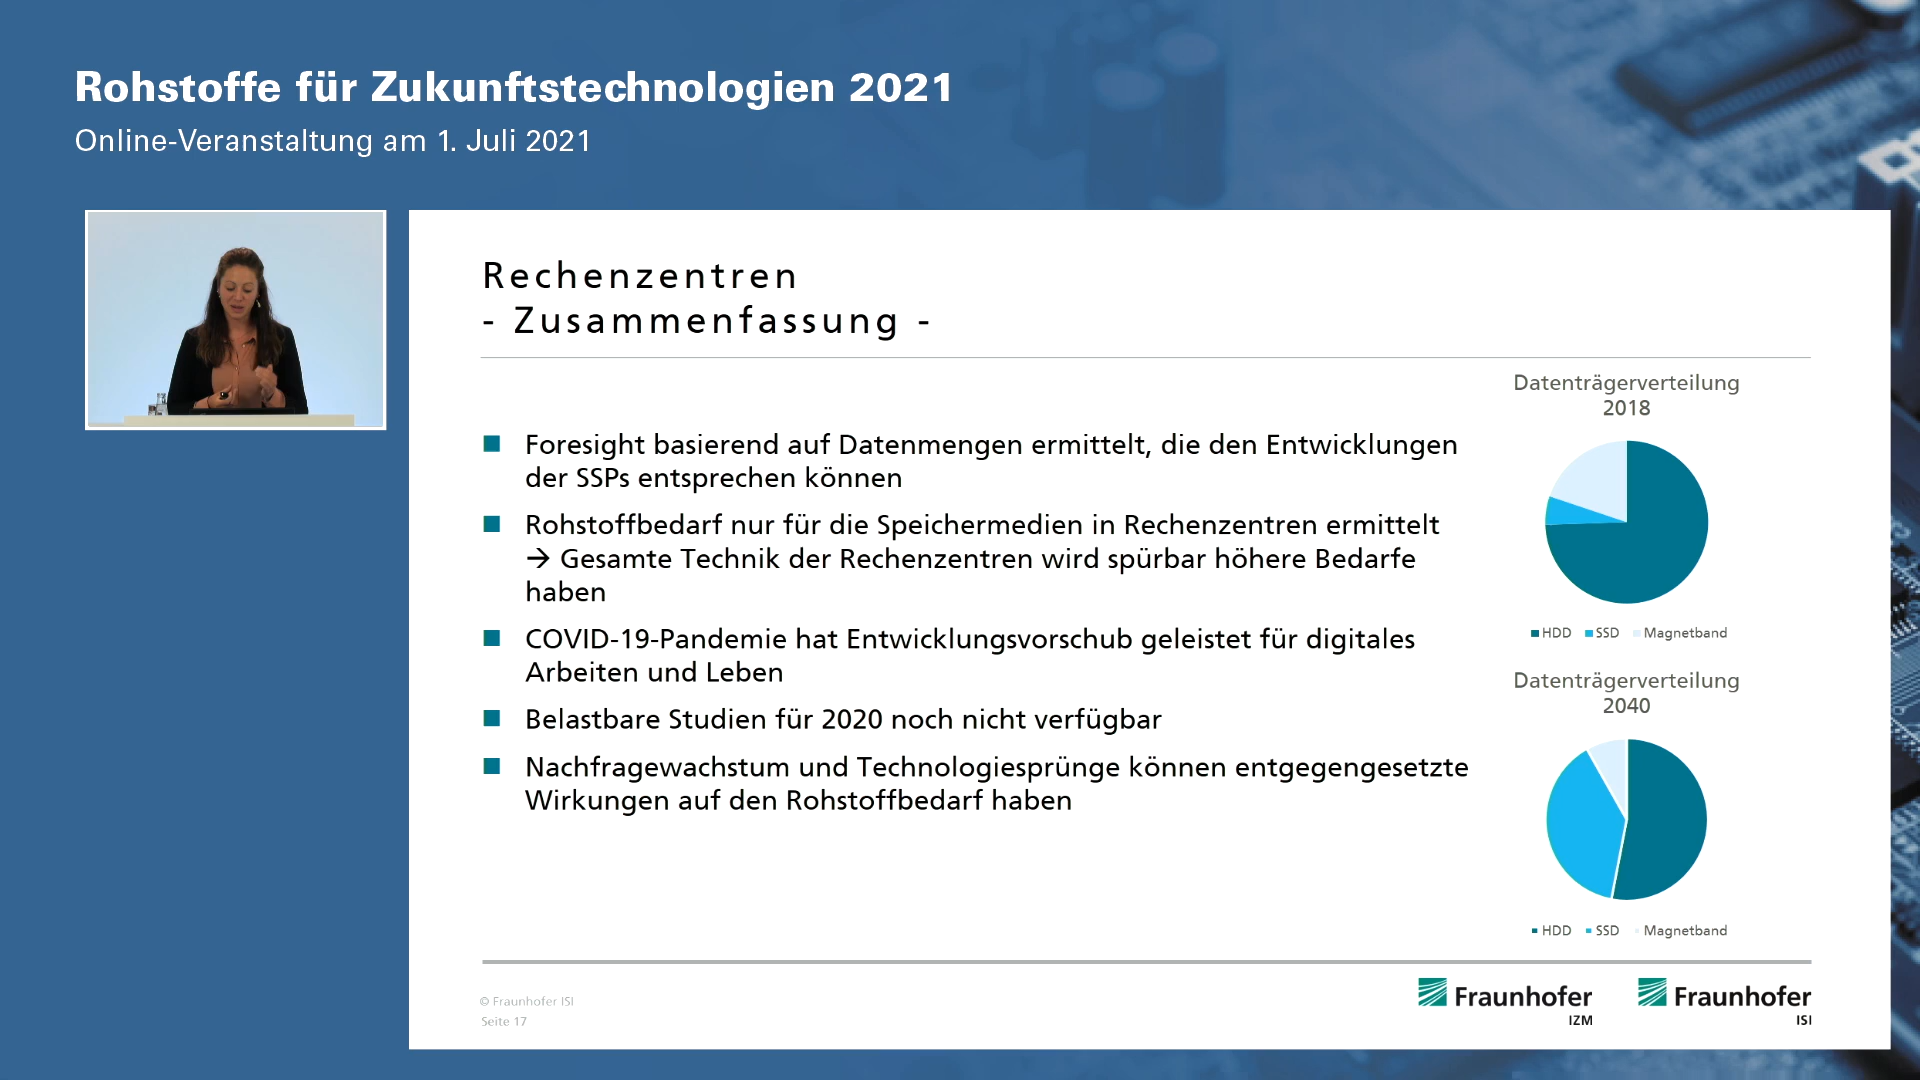 Rohstoffe für Zukunftstechnologien 2021
Online-Veranstaltung am 1. Juli 2021
Rechenzentren
- Zusammenfassung -
Foresight basierend auf Datenmengen ermittelt, die den Entwicklungen
der SSPs entsprechen können
Rohstoffbedarf nur für die Speichermedien in Rechenzentren ermittelt
→ Gesamte Technik der Rechenzentren wird spürbar höhere Bedarfe
haben
COVID-19-Pandemie hat Entwicklungsvorschub geleistet für digitales
Arbeiten und Leben
Belastbare Studien für 2020 noch nicht verfügbar
Nachfragewachstum und Technologiesprünge können entgegengesetzte
Wirkungen auf den Rohstoffbedarf haben
Datenträgerverteilung
2018
HDD SSD Magnetband
Datenträgerverteilung
2040
HDD SSD Magnetband
© Fraunhofer ISI
Seite 17
Fraunhofer
IZM
Fraunhofer
ISI